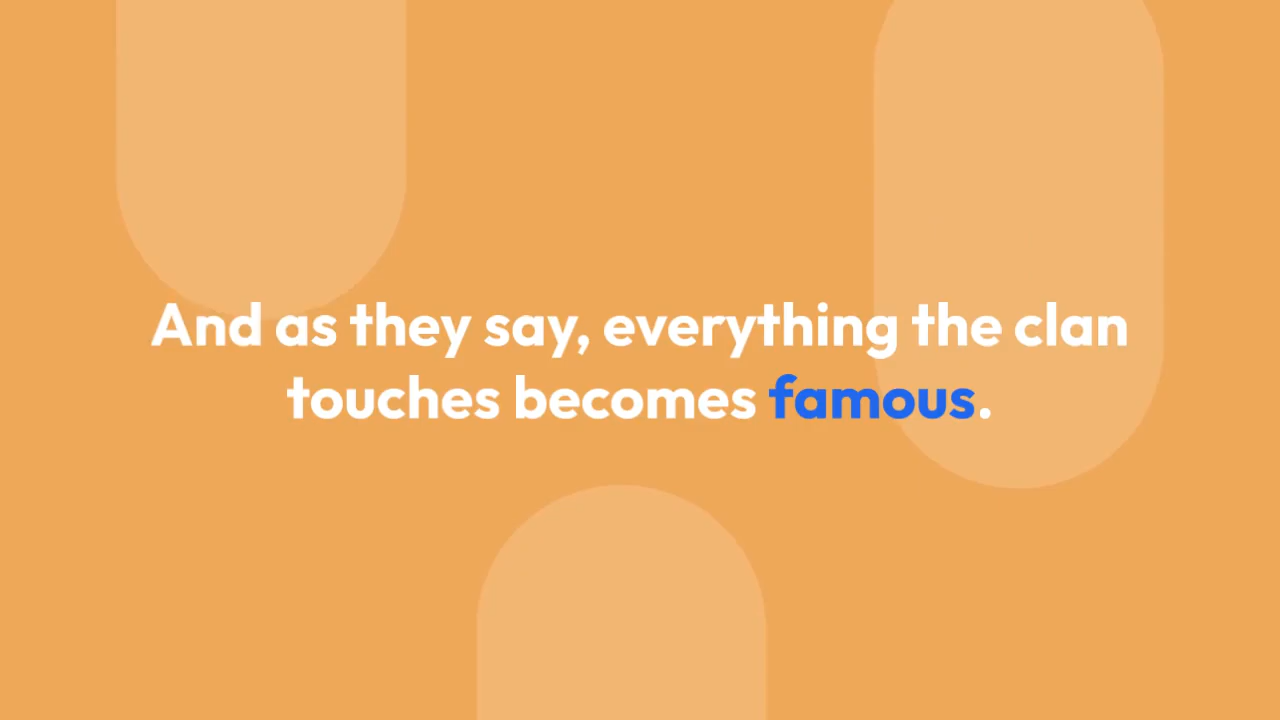 And as they say, everything the clan
touches becomes famous.